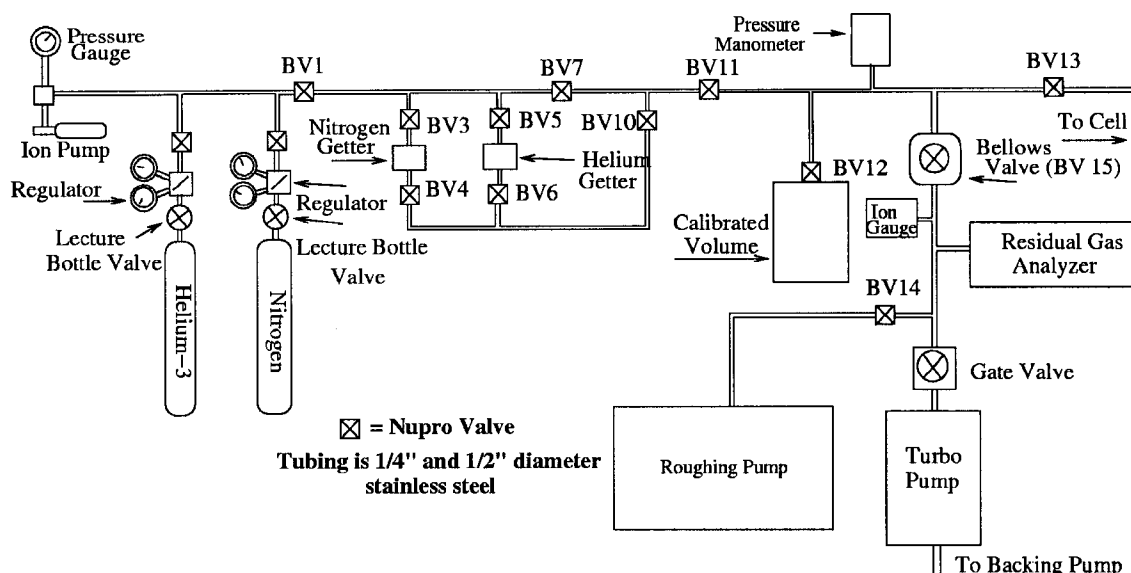 Pressure
Gauge
Pressure
Manometer
BV1
BV7
BV11
BV13
Nitrogen
Getter
BV3
BV5
BV10
To Cell
Ion Pump
Helium
Getter
Bellows
Valve (BV 15)
Regulator
BV4
BV6
BV12
Regulator
Ion
Gauge
Lecture
Bottle Valve
Lecture Bottle
Valve
Calibrated
Volume
Residual Gas
Analyzer
Helium–3
Nitrogen
BV14
Gate Valve
= Nupro Valve
Tubing is 1/4" and 1/2" diameter
stainless steel
Roughing Pump
Turbo
Pump
To Backing Pump